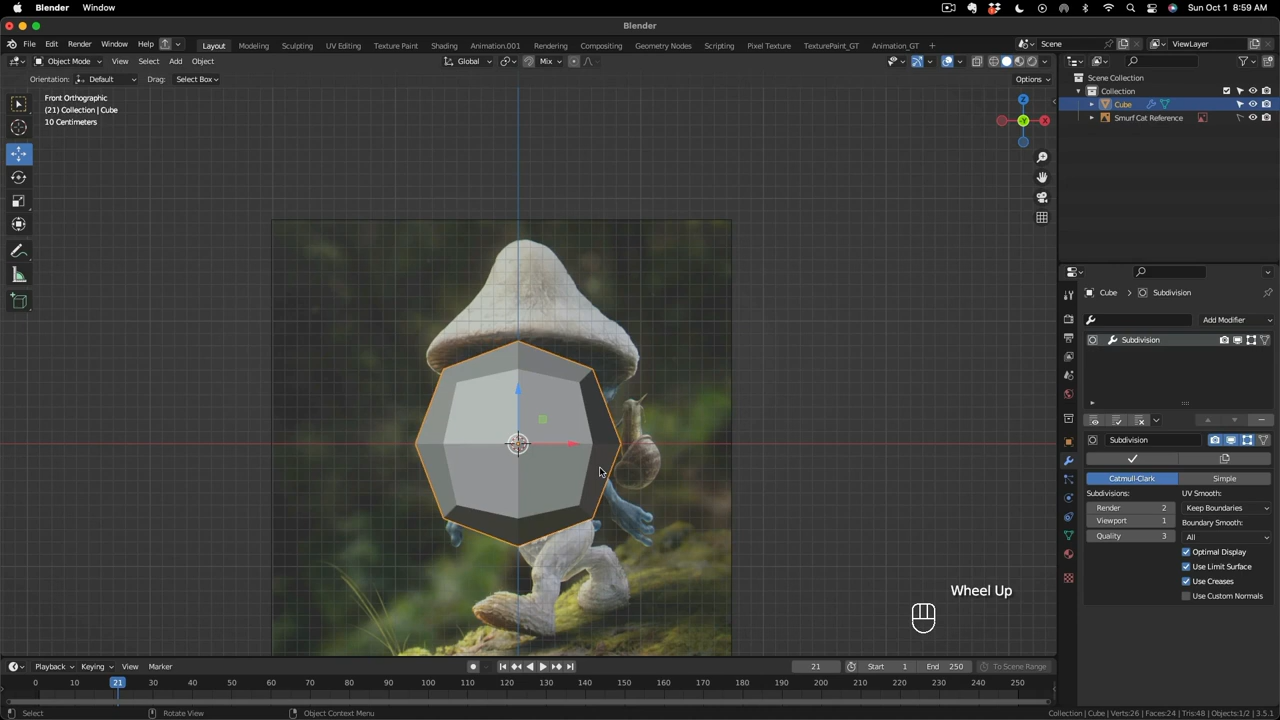 Blender Window Sun Oct 1 8:59 AM
Blender
File Edit Render Window Help Layout Modeling Sculpting UV Editing Texture Paint Shading Animation.001 Rendering Compositing Geometry Nodes Scripting Pixel Texture TexturePaint_GT Animation_GT + Scene ViewLayer
Object Mode View Select Add Object Global Mix
Orientation: Default Drag: Select Box Options
Front Orthographic
(21) Collection | Cube
10 Centimeters
Z
X
-Y
Scene Collection
Collection
Cube
Smurf Cat Reference
Cube > Subdivision
Add Modifier
Subdivision
Subdivision
Catmull-Clark Simple
Subdivisions: UV Smooth:
Render 2 Keep Boundaries
Viewport 1 Boundary Smooth:
Quality 3 All
Optimal Display
Use Limit Surface
Use Creases
Use Custom Normals
Wheel Up
Playback Keying View Marker 21 Start 1 End 250 To Scene Range
0 10 21 30 40 50 60 70 80 90 100 110 120 130 140 150 160 170 180 190 200 210 220 230 240 250
Select Rotate View Object Context Menu Collection | Cube | Verts:26 | Faces:24 | Tris:48 | Objects:1/2 | 3.5.1